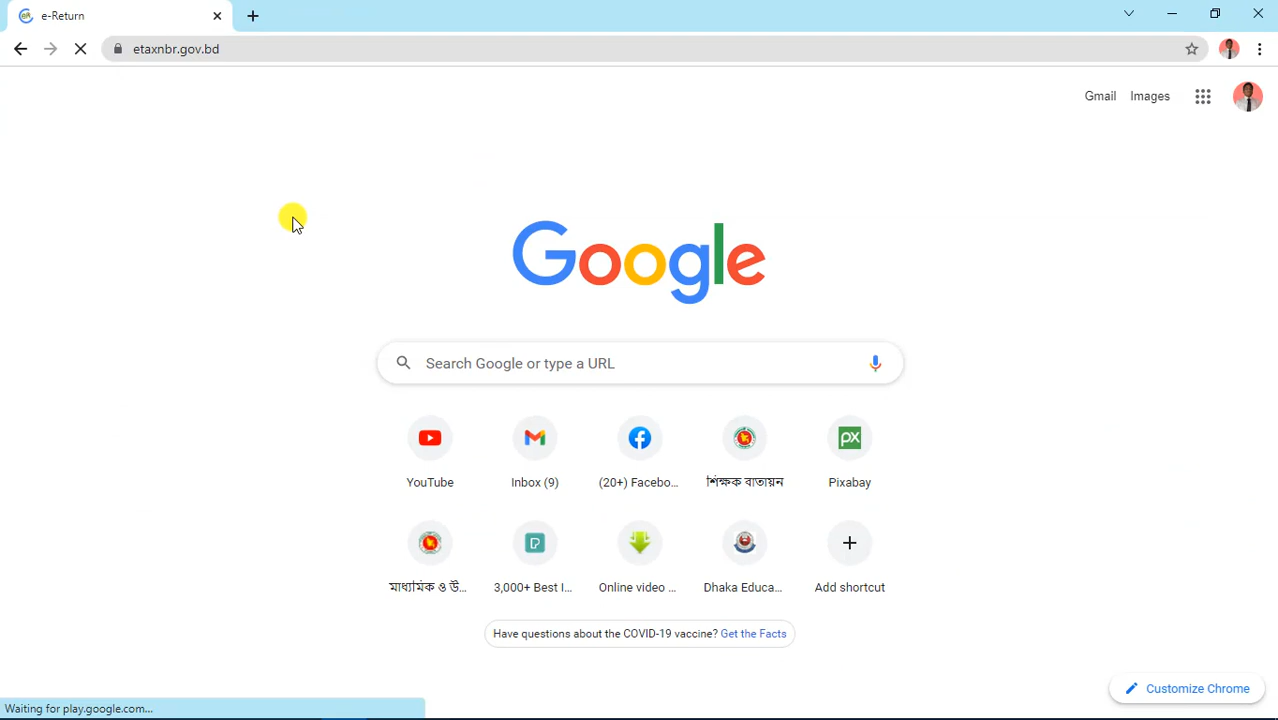 e-Return
etaxnbr.gov.bd
Gmail Images
Google
Search Google or type a URL
YouTube
Inbox (9)
(20+) Facebo...
শিক্ষক বাতায়ন
Pixabay
মাধ্যমিক ও উ...
3,000+ Best I...
Online video ...
Dhaka Educa...
Add shortcut
Have questions about the COVID-19 vaccine? Get the Facts
Customize Chrome
Waiting for play.google.com...